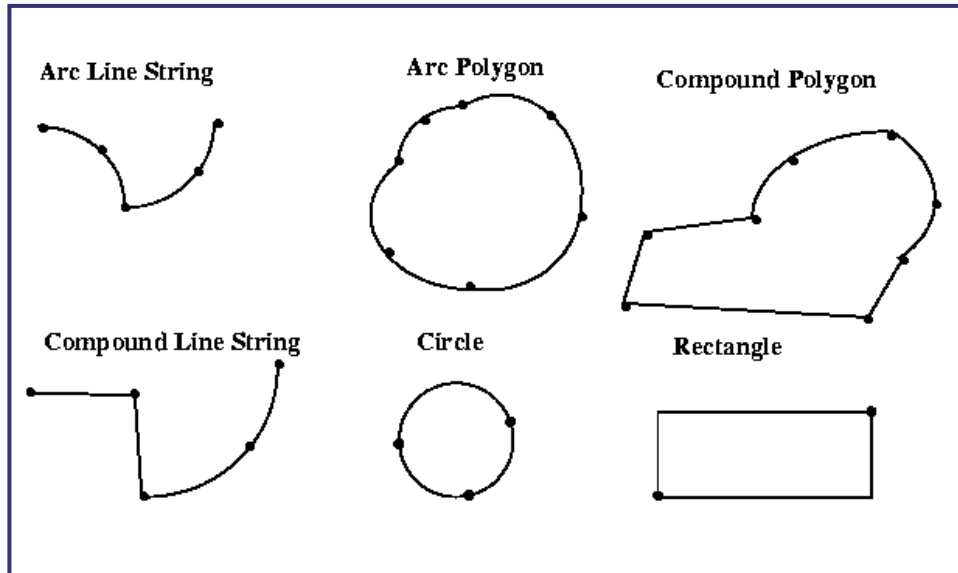 Arc Line String
Arc Polygon
Compound Polygon
Compound Line String
Circle
Rectangle